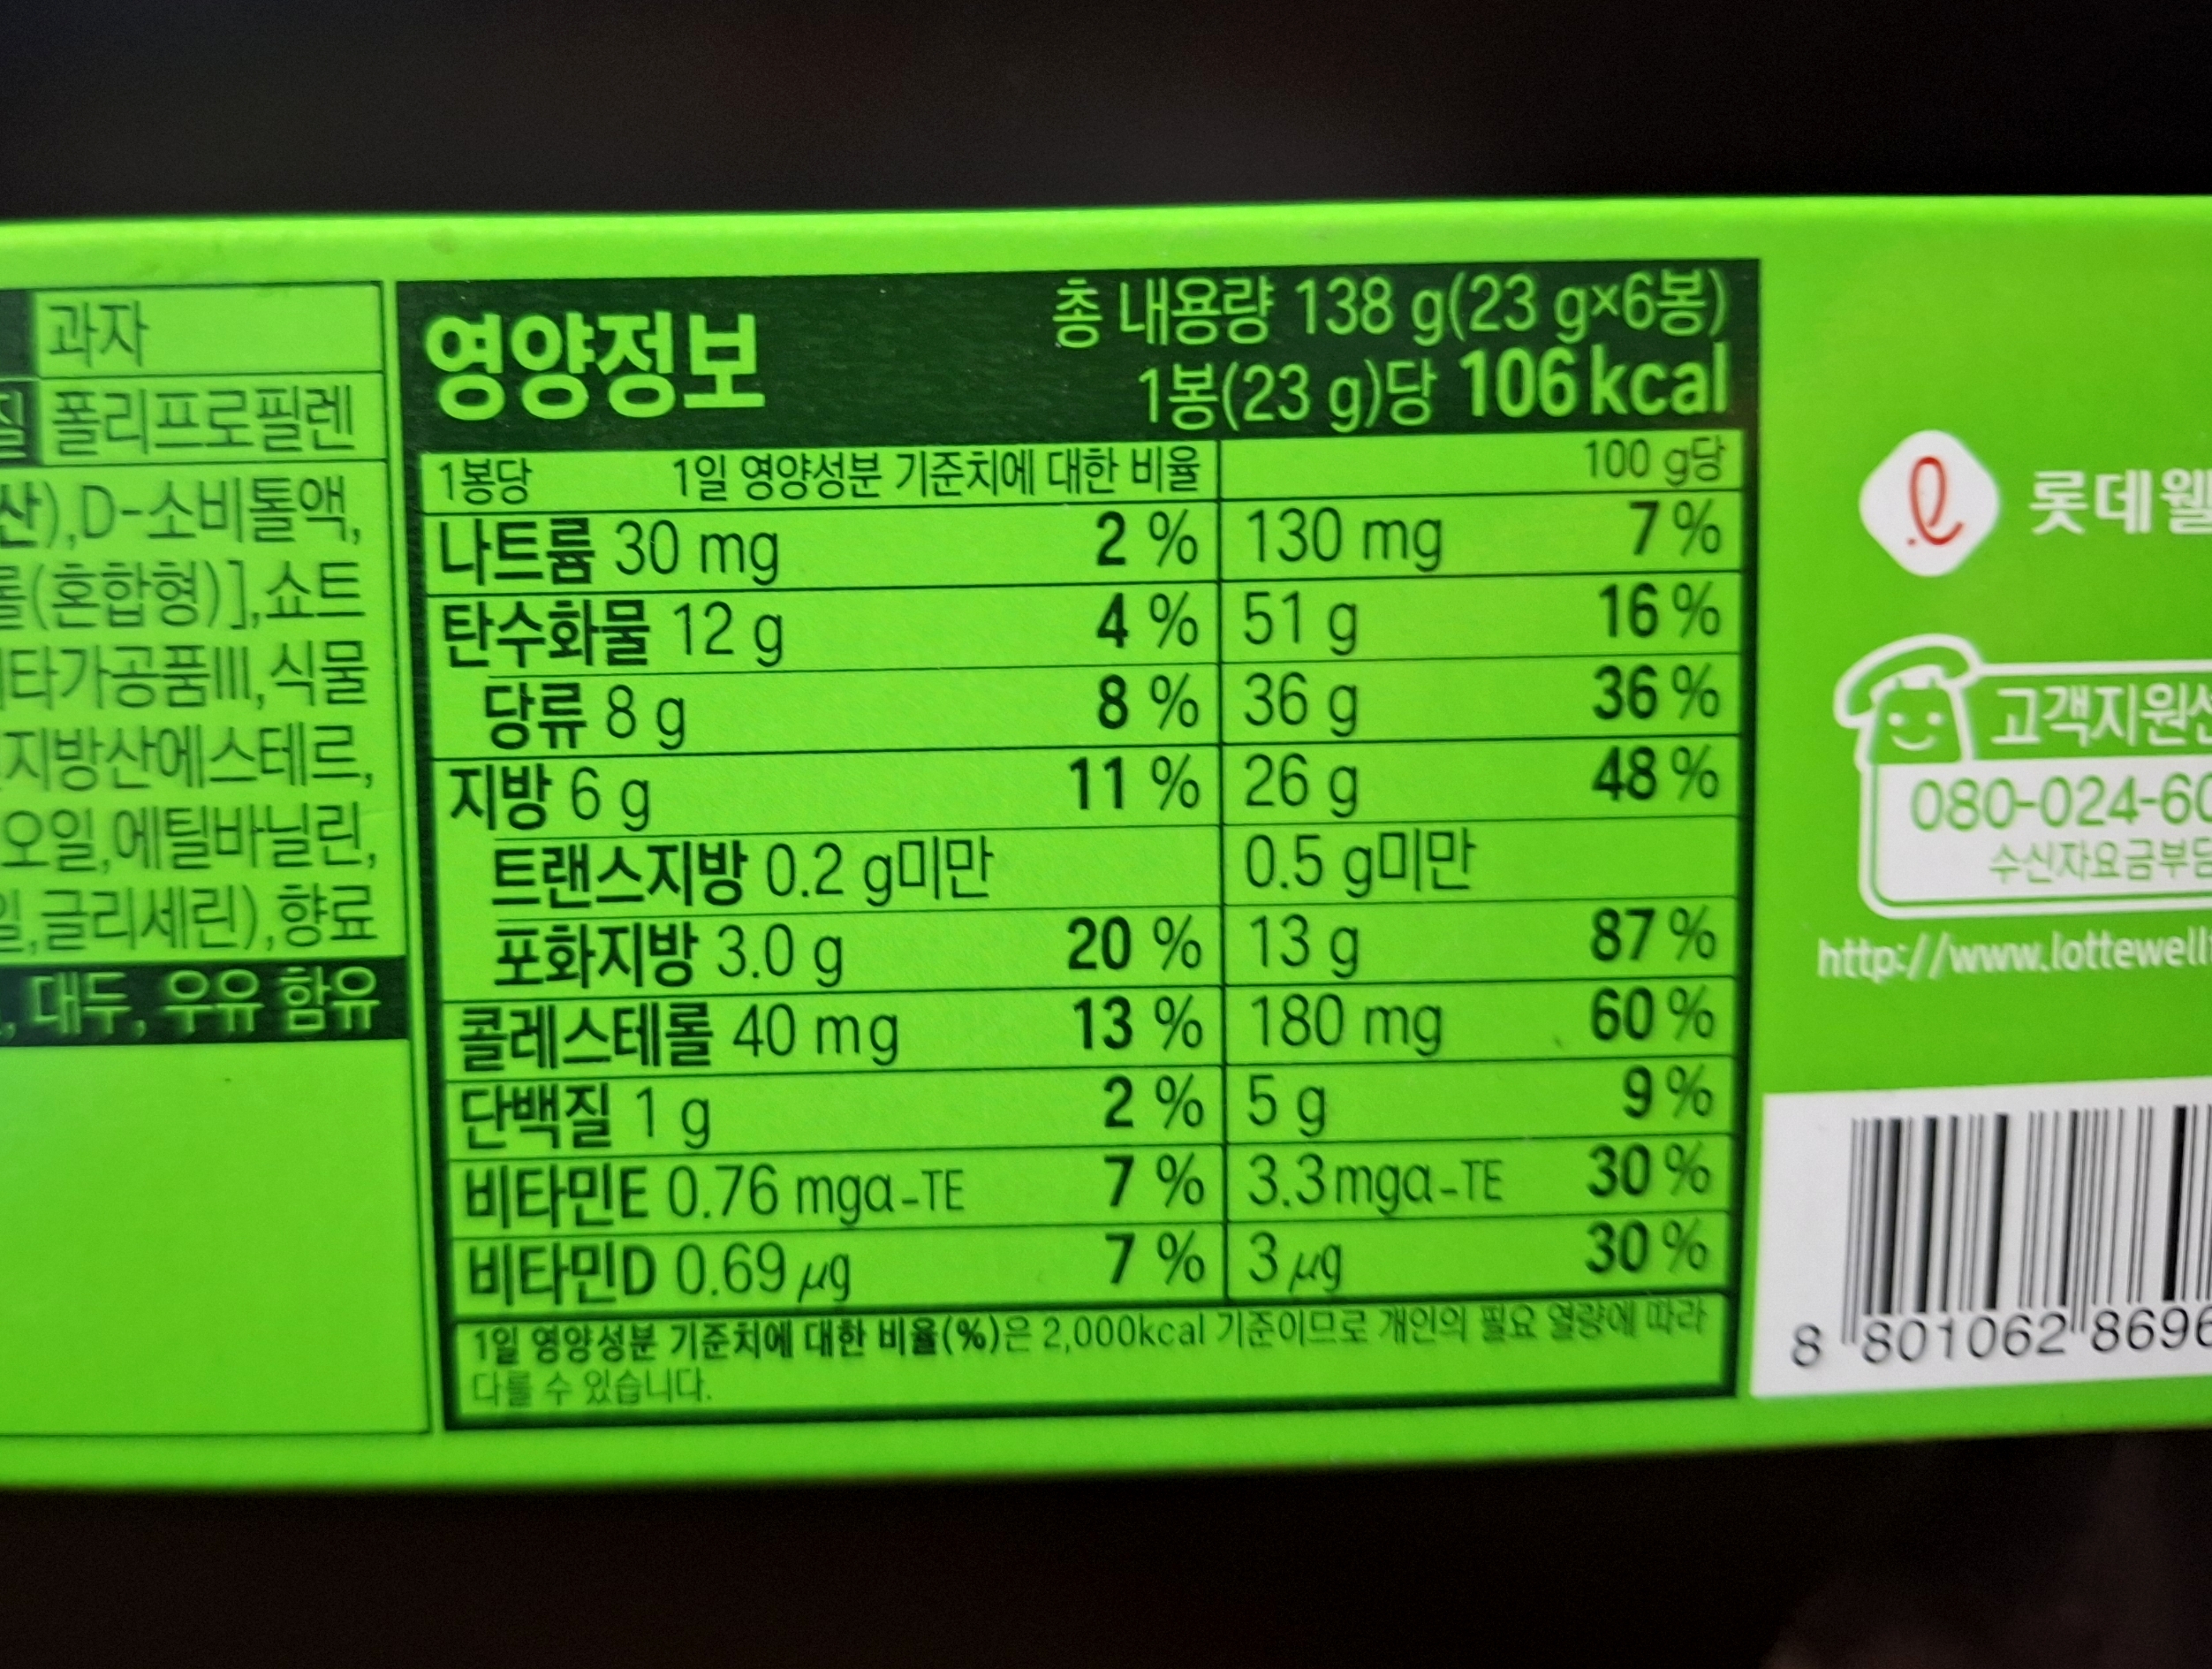 과자
폴리프로필렌
산),D-소비톨액,
(혼합형)],쇼트
타가공품III,식물
지방산에스테르,
오일,에틸바닐린,
일,글리세린),향료
, 대두, 우유 함유
영양정보
총 내용량 138 g(23 g×6봉)
1봉(23 g)당 106 kcal
1봉당 1일 영양성분 기준치에 대한 비율 100 g당
나트륨 30 mg 2 % 130 mg 7 %
탄수화물 12 g 4 % 51 g 16 %
당류 8 g 8 % 36 g 36 %
지방 6 g 11 % 26 g 48 %
트랜스지방 0.2 g미만 0.5 g미만
포화지방 3.0 g 20 % 13 g 87 %
콜레스테롤 40 mg 13 % 180 mg 60 %
단백질 1 g 2 % 5 g 9 %
비타민E 0.76 mgα-TE 7 % 3.3 mgα-TE 30 %
비타민D 0.69 μg 7 % 3 μg 30 %
1일 영양성분 기준치에 대한 비율(%)은 2,000kcal 기준이므로 개인의 필요 열량에 따라
다를 수 있습니다.
롯데웰
고객지원센
080-024-60
수신자요금부담
http://www.lottewell
8 801062 8696